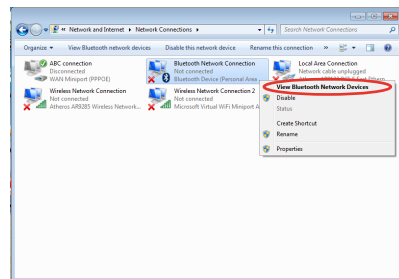 « Network and Internet ▸ Network Connections ▸
Search Network Connections
Organize
View Bluetooth network devices
Disable this network device
Rename this connection
»
ABC connection
Disconnected
WAN Miniport (PPPOE)
Bluetooth Network Connection
Not connected
Bluetooth Device (Personal Area ...
Local Area Connection
Network cable unplugged
Wireless Network Connection
Not connected
Atheros AR9285 Wireless Network...
Wireless Network Connection 2
Not connected
Microsoft Virtual WiFi Miniport A
View Bluetooth Network Devices
Disable
Status
Create Shortcut
Rename
Properties